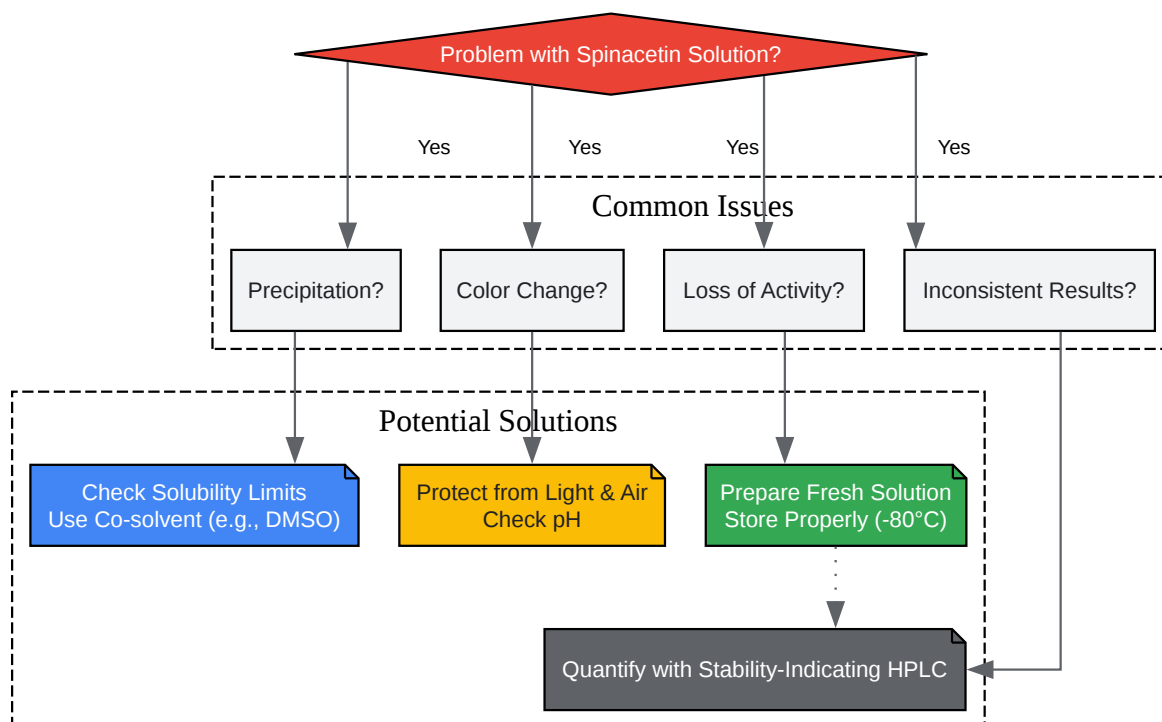 Problem with Spinacetin Solution?
Yes
Yes
Yes
Yes
Common Issues
Precipitation?
Color Change?
Loss of Activity?
Inconsistent Results?
Potential Solutions
Check Solubility Limits
Use Co-solvent (e.g., DMSO)
Protect from Light & Air
Check pH
Prepare Fresh Solution
Store Properly (-80°C)
Quantify with Stability-Indicating HPLC